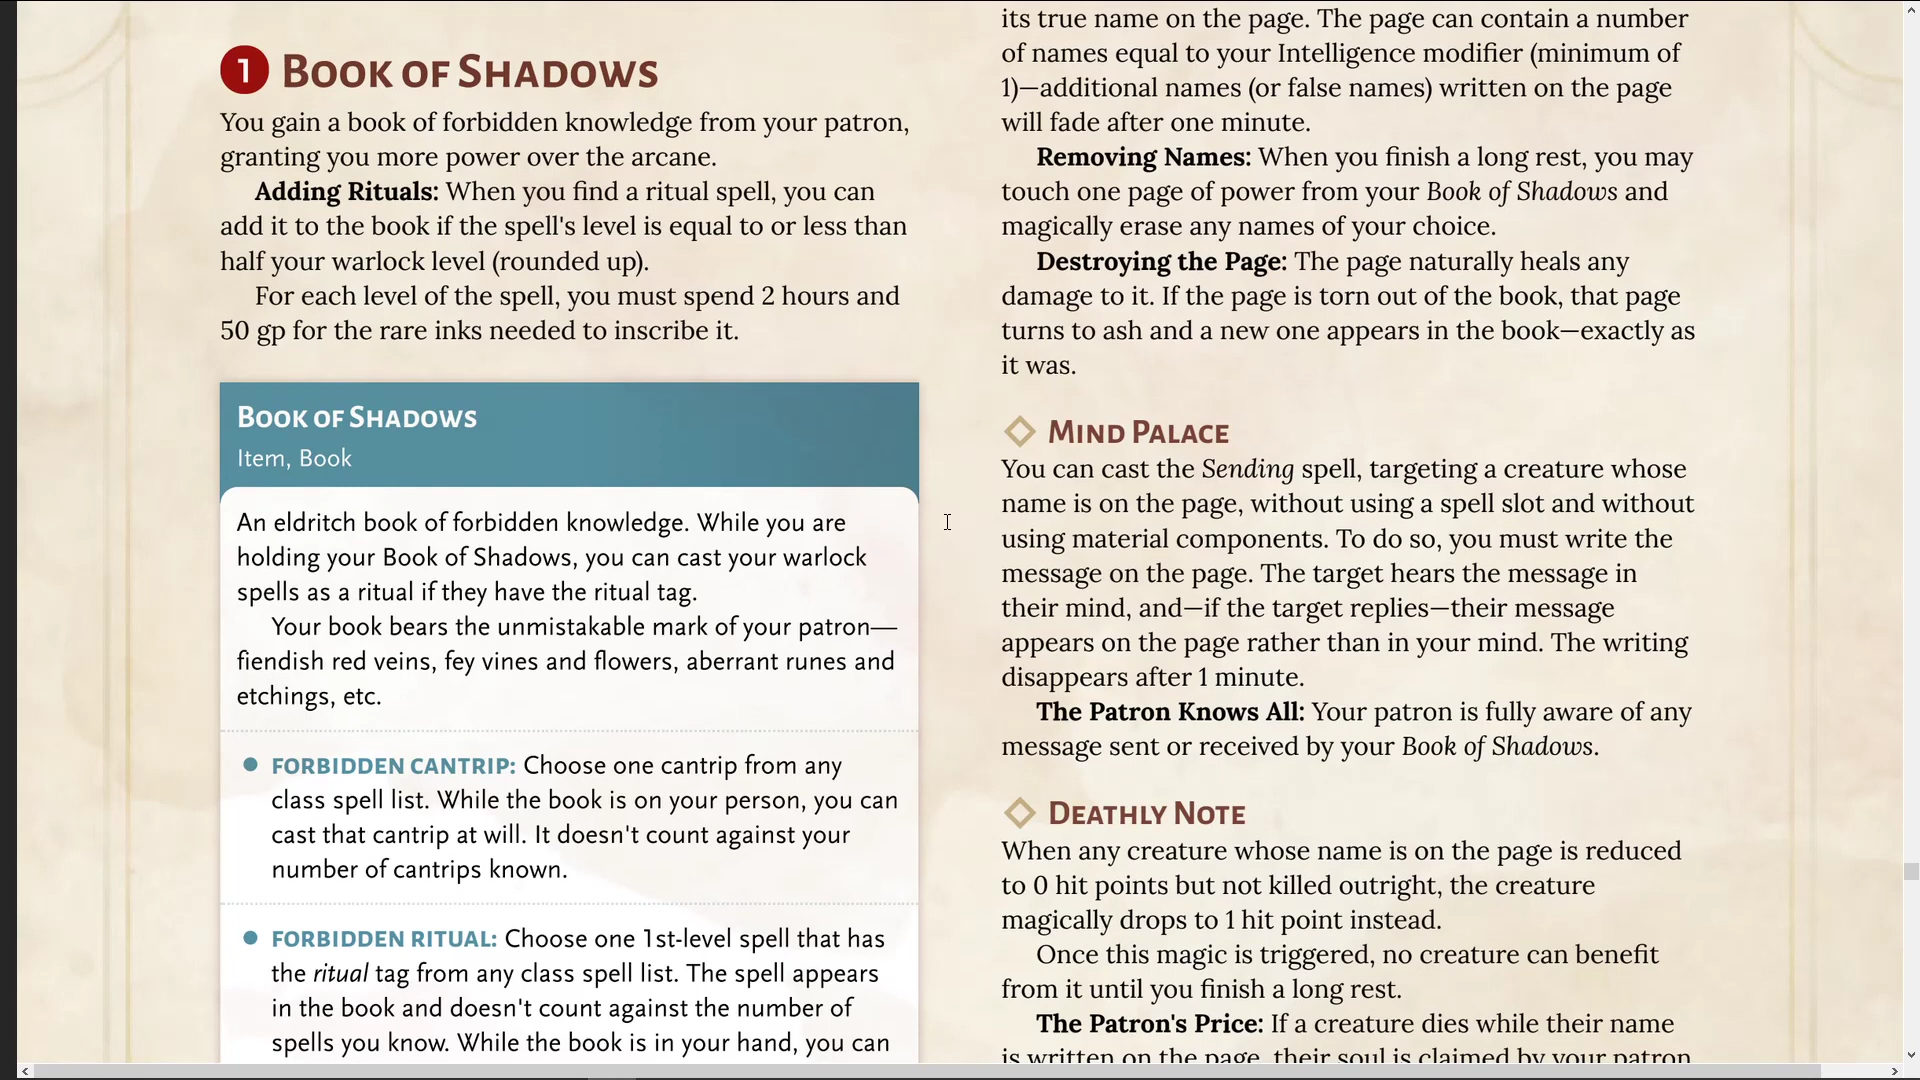 1 Book of Shadows
You gain a book of forbidden knowledge from your patron,
granting you more power over the arcane.
Adding Rituals: When you find a ritual spell, you can
add it to the book if the spell's level is equal to or less than
half your warlock level (rounded up).
For each level of the spell, you must spend 2 hours and
50 gp for the rare inks needed to inscribe it.
Book of Shadows
Item, Book
An eldritch book of forbidden knowledge. While you are
holding your Book of Shadows, you can cast your warlock
spells as a ritual if they have the ritual tag.
Your book bears the unmistakable mark of your patron—
fiendish red veins, fey vines and flowers, aberrant runes and
etchings, etc.
FORBIDDEN CANTRIP: Choose one cantrip from any
class spell list. While the book is on your person, you can
cast that cantrip at will. It doesn't count against your
number of cantrips known.
FORBIDDEN RITUAL: Choose one 1st-level spell that has
the ritual tag from any class spell list. The spell appears
in the book and doesn't count against the number of
spells you know. While the book is in your hand, you can
its true name on the page. The page can contain a number
of names equal to your Intelligence modifier (minimum of
1)—additional names (or false names) written on the page
will fade after one minute.
Removing Names: When you finish a long rest, you may
touch one page of power from your Book of Shadows and
magically erase any names of your choice.
Destroying the Page: The page naturally heals any
damage to it. If the page is torn out of the book, that page
turns to ash and a new one appears in the book—exactly as
it was.
Mind Palace
You can cast the Sending spell, targeting a creature whose
name is on the page, without using a spell slot and without
using material components. To do so, you must write the
message on the page. The target hears the message in
their mind, and—if the target replies—their message
appears on the page rather than in your mind. The writing
disappears after 1 minute.
The Patron Knows All: Your patron is fully aware of any
message sent or received by your Book of Shadows.
Deathly Note
When any creature whose name is on the page is reduced
to 0 hit points but not killed outright, the creature
magically drops to 1 hit point instead.
Once this magic is triggered, no creature can benefit
from it until you finish a long rest.
The Patron's Price: If a creature dies while their name
is written on the page, their soul is claimed by your patron